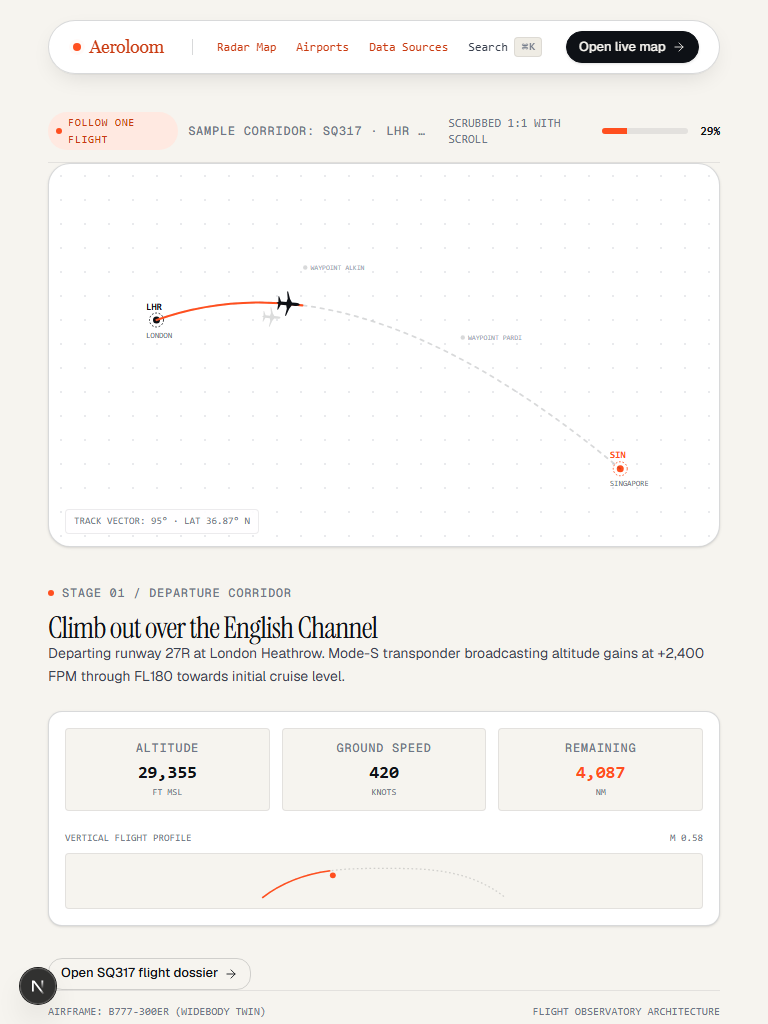 Aeroloom
Radar Map
Airports
Data Sources
Search ⌘K
Open live map →
FOLLOW ONE
FLIGHT
SAMPLE CORRIDOR: SQ317 · LHR …
SCRUBBED 1:1 WITH
SCROLL
29%
WAYPOINT ALKIN
LHR
LONDON
WAYPOINT PARDI
SIN
SINGAPORE
TRACK VECTOR: 95° · LAT 36.87° N
STAGE 01 / DEPARTURE CORRIDOR
Climb out over the English Channel
Departing runway 27R at London Heathrow. Mode-S transponder broadcasting altitude gains at +2,400
FPM through FL180 towards initial cruise level.
ALTITUDE
29,355
FT MSL
GROUND SPEED
420
KNOTS
REMAINING
4,087
NM
VERTICAL FLIGHT PROFILE
M 0.58
Open SQ317 flight dossier →
N
AIRFRAME: B777-300ER (WIDEBODY TWIN)
FLIGHT OBSERVATORY ARCHITECTURE